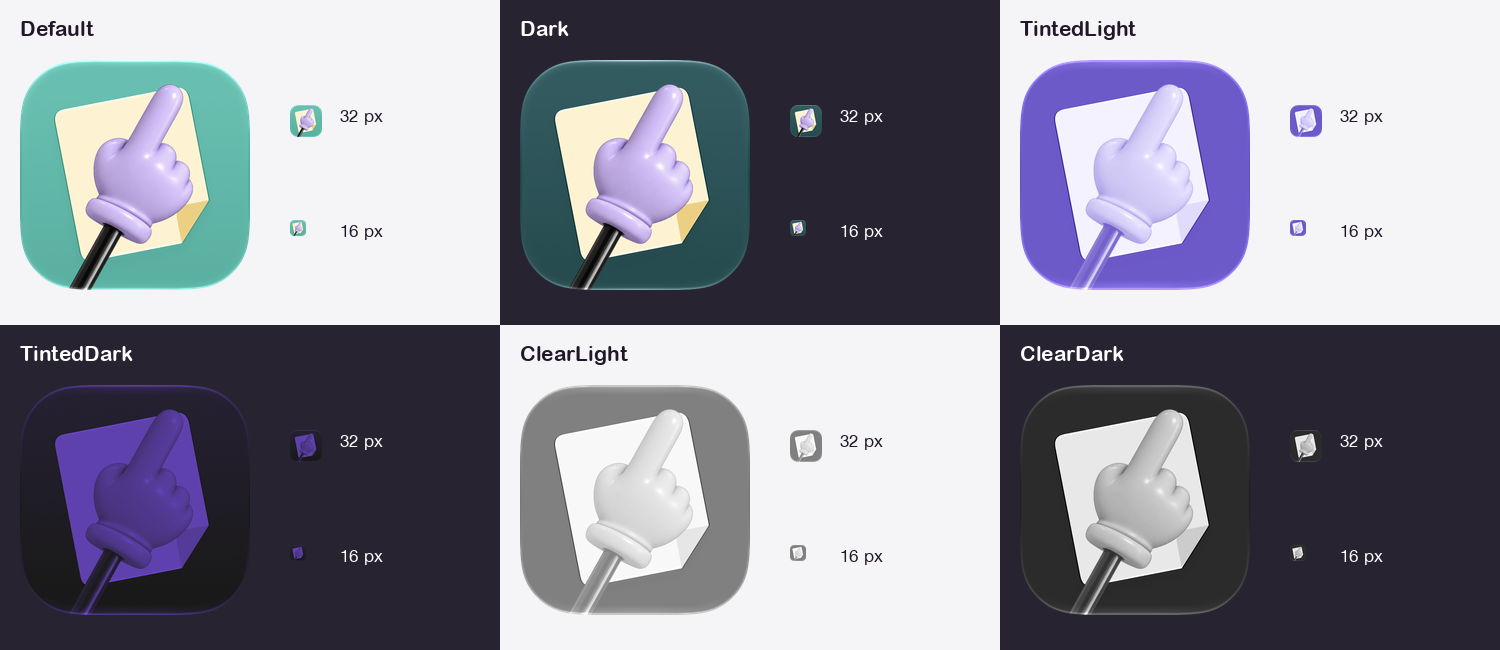 Default
32 px
16 px
Dark
32 px
16 px
TintedLight
32 px
16 px
TintedDark
32 px
16 px
ClearLight
32 px
16 px
ClearDark
32 px
16 px